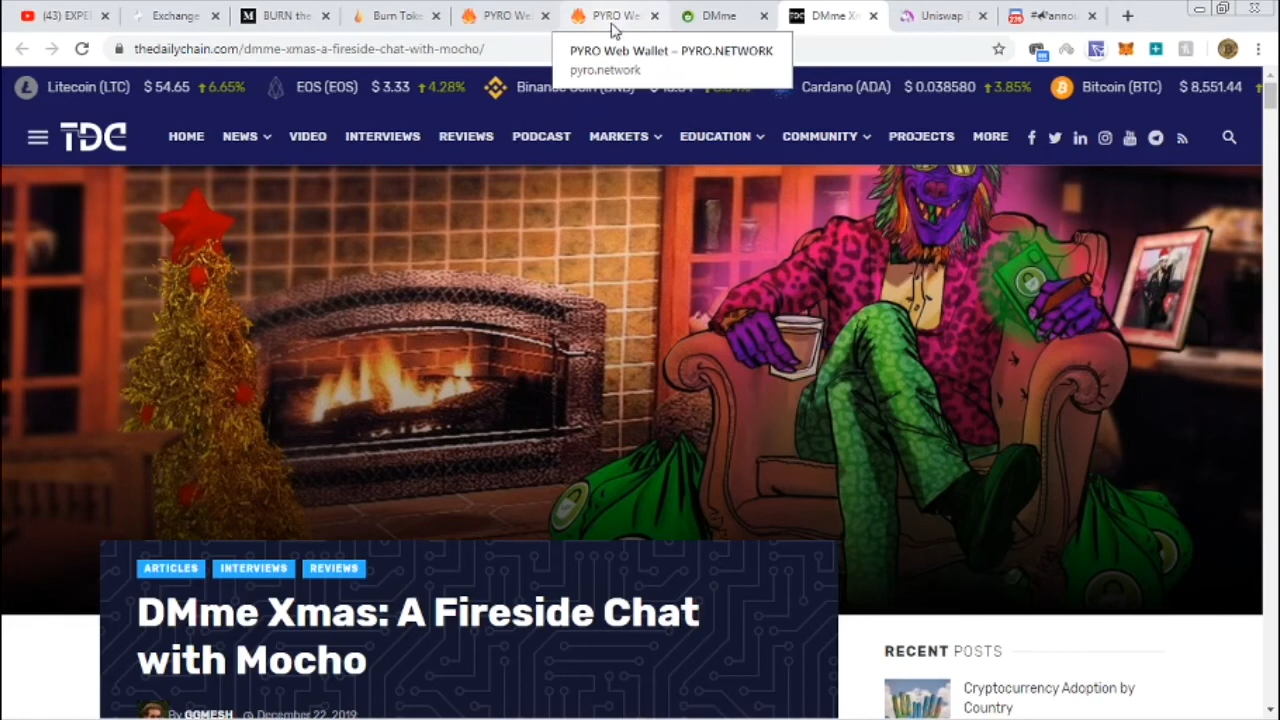 (43) EXPE
Exchange
BURN the
Burn Toke
PYRO We
PYRO We
DMme
DMme Xm
Uniswap
#📣annou
thedailychain.com/dmme-xmas-a-fireside-chat-with-mocho/
PYRO Web Wallet – PYRO.NETWORK
pyro.network
Litecoin (LTC) $ 54.65 6.65%
EOS (EOS) $ 3.33 4.28%
Cardano (ADA) $ 0.038580 3.85%
Bitcoin (BTC) $ 8,551.44
TDC
HOME NEWS VIDEO INTERVIEWS REVIEWS PODCAST MARKETS EDUCATION COMMUNITY PROJECTS MORE
ARTICLES INTERVIEWS REVIEWS
DMme Xmas: A Fireside Chat
with Mocho
By GOMESH December 22, 2019
RECENT POSTS
Cryptocurrency Adoption by
Country